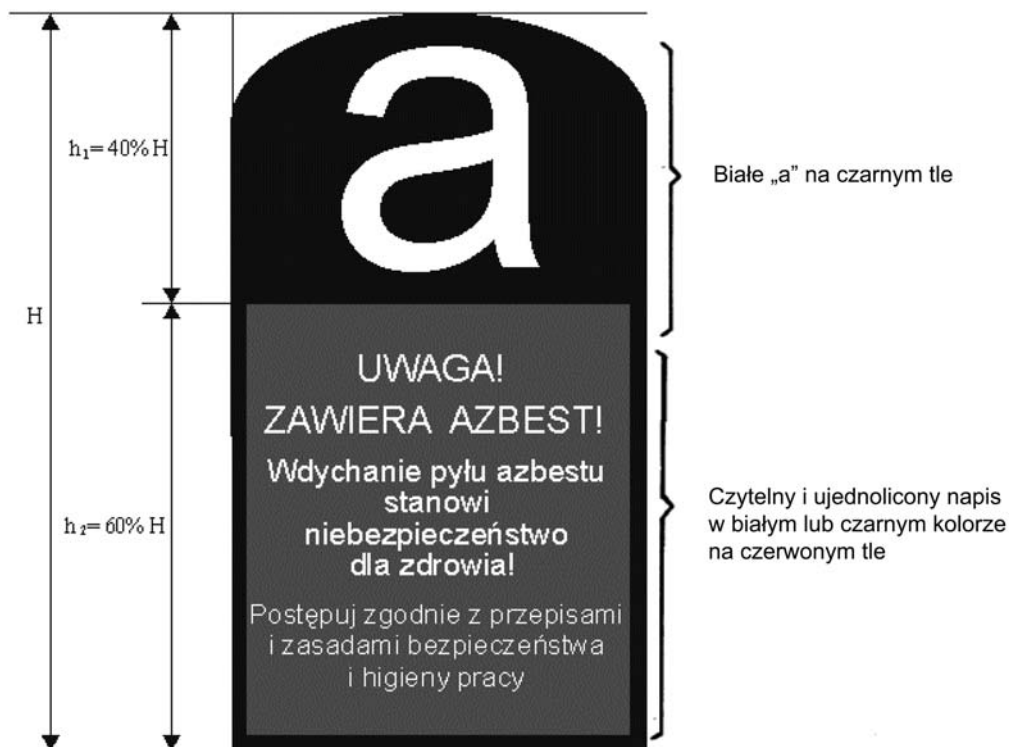 a
h₁= 40% H
Białe „a” na czarnym tle
H
UWAGA!
ZAWIERA AZBEST!
Wdychanie pyłu azbestu
stanowi
niebezpieczeństwo
dla zdrowia!
h₂= 60% H
Czytelny i ujednolicony napis
w białym lub czarnym kolorze
na czerwonym tle
Postępuj zgodnie z przepisami
i zasadami bezpieczeństwa
i higieny pracy